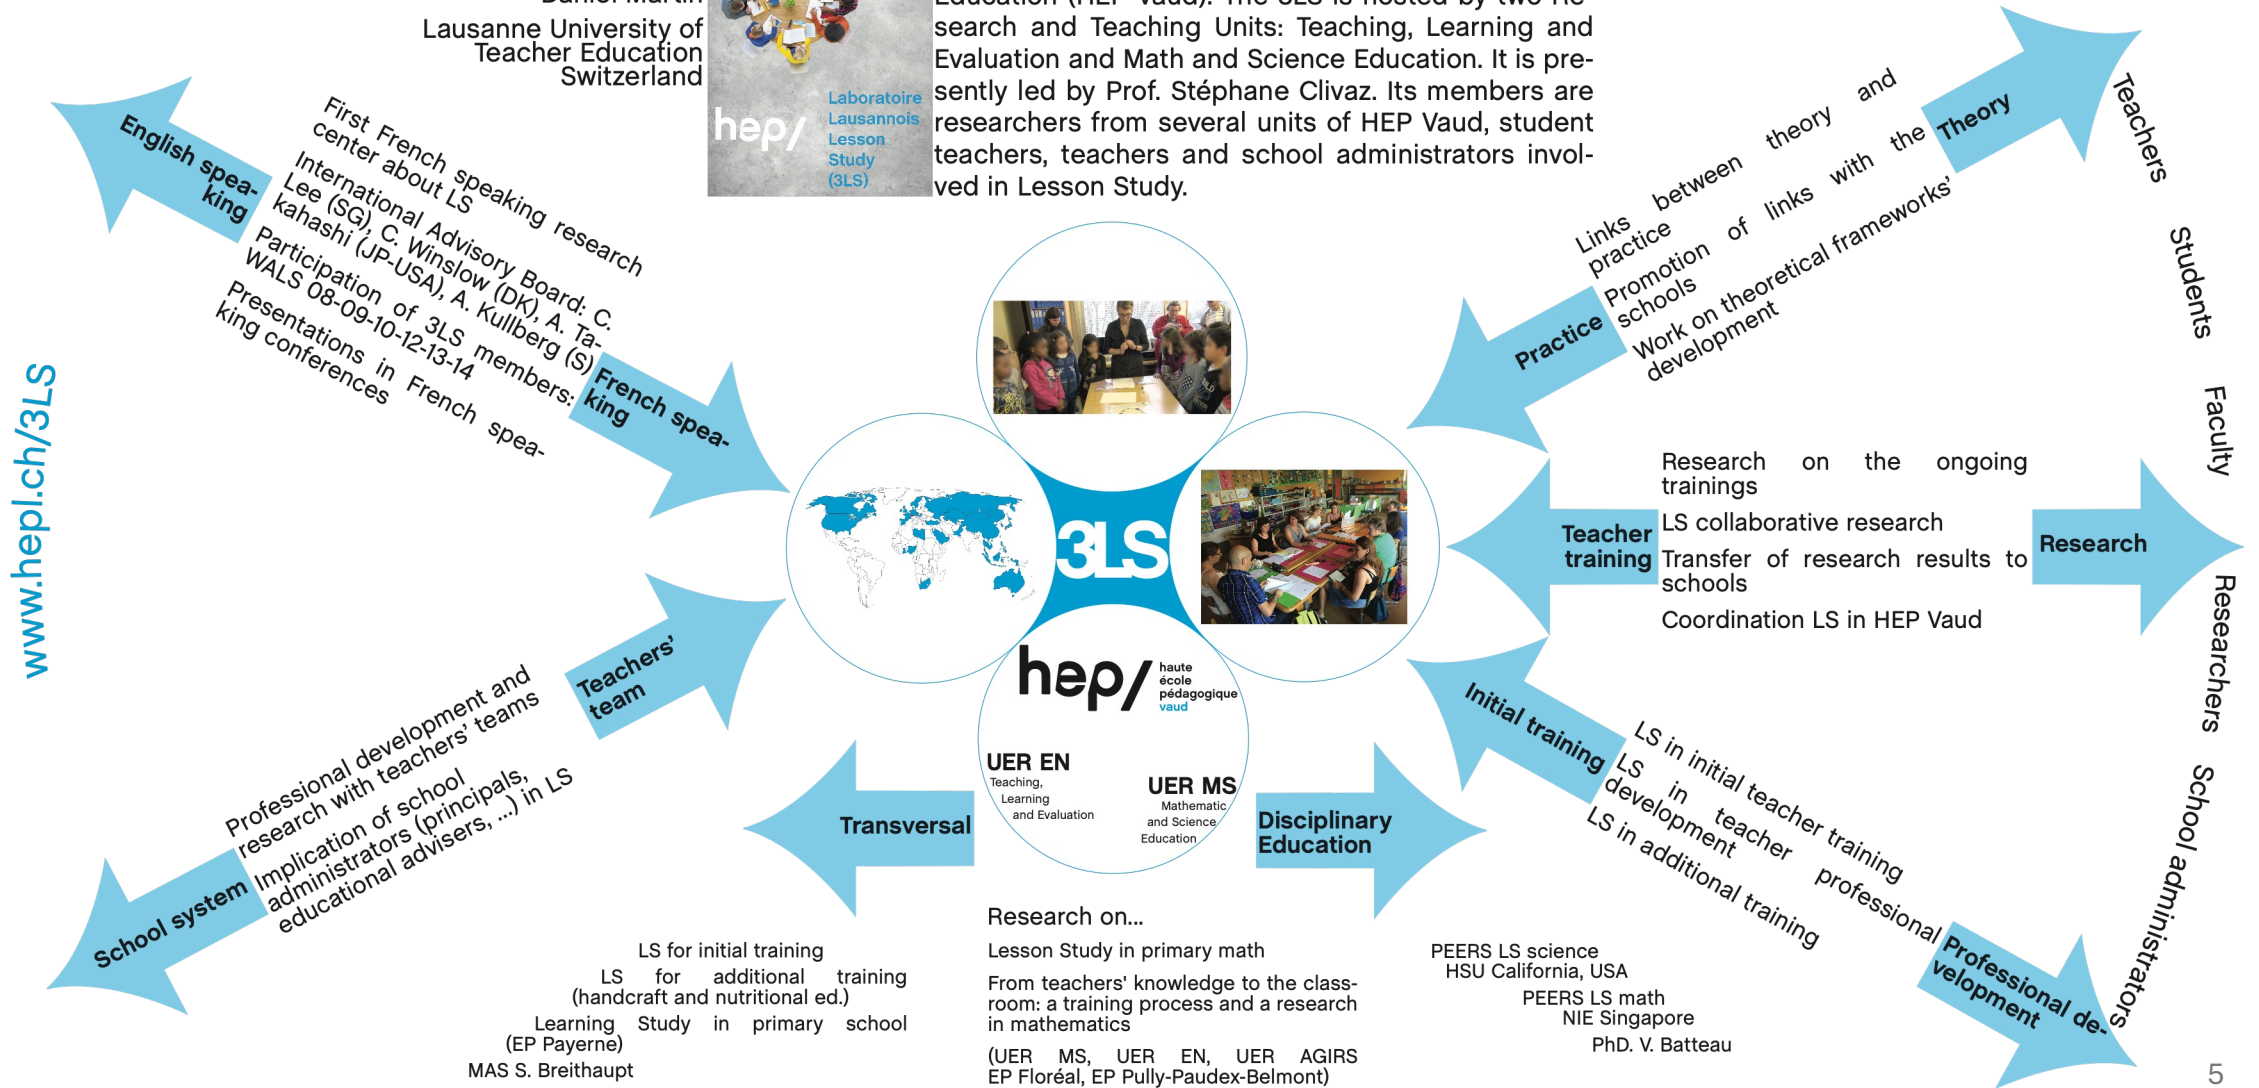 Daniel Martin
Lausanne University of
Teacher Education
Switzerland
hep/
Laboratoire
Lausannois
Lesson
Study
(3LS)
Education (HEP Vaud). The 3LS is hosted by two Re-
search and Teaching Units: Teaching, Learning and
Evaluation and Math and Science Education. It is pre-
sently led by Prof. Stéphane Clivaz. Its members are
researchers from several units of HEP Vaud, student
teachers, teachers and school administrators invol-
ved in Lesson Study.
English spea-
king
First French speaking research
center about LS
International Advisory Board: C.
Lee (SG), C. Winslow (DK), A. Ta-
kahashi (JP-USA), A. Kullberg (S)
Participation of 3LS members:
WALS 08-09-10-12-13-14
Presentations in French spea-
king conferences
French spea-
king
www.hepl.ch/3LS
Teachers'
team
Professional development and
research with teachers' teams
Implication of school
administrators (principals,
educational advisers, ...) in LS
School system
3LS
hep/
haute
école
pédagogique
vaud
UER EN
Teaching,
Learning
and Evaluation
UER MS
Mathematic
and Science
Education
Transversal
Disciplinary
Education
LS for initial training
LS for additional training
(handcraft and nutritional ed.)
Learning Study in primary school
(EP Payerne)
MAS S. Breithaupt
Research on...
Lesson Study in primary math
From teachers' knowledge to the class-
room: a training process and a research
in mathematics
(UER MS, UER EN, UER AGIRS
EP Floréal, EP Pully-Paudex-Belmont)
PEERS LS science
HSU California, USA
PEERS LS math
NIE Singapore
PhD. V. Batteau
Theory
Links between theory and
practice
Promotion of links with the
schools
Work on theoretical frameworks'
development
Practice
Teacher
training
Research on the ongoing
trainings
LS collaborative research
Transfer of research results to
schools
Coordination LS in HEP Vaud
Research
Initial training
LS in initial teacher training
LS in teacher professional
development
LS in additional training
Professional de-
velopment
Teachers
Students
Faculty
Researchers
School administrators
5